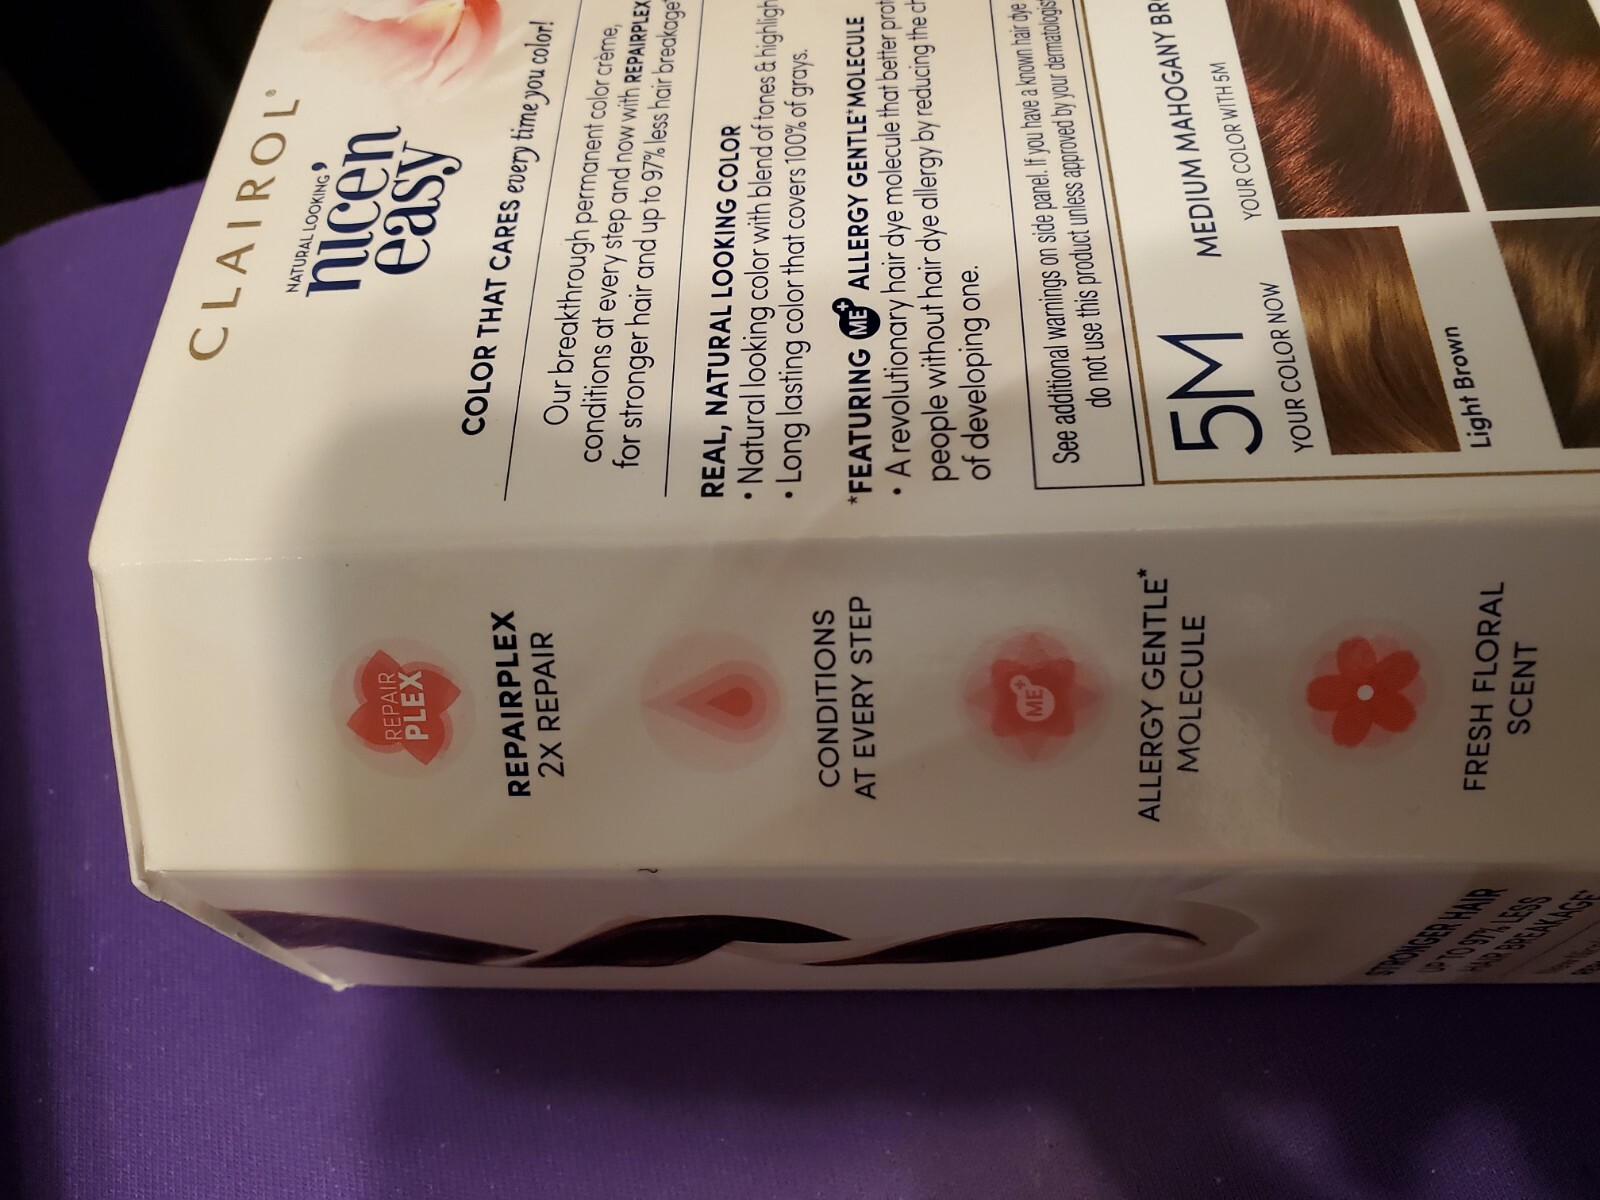 CLAIROL®
NATURAL LOOKING
nice'n
easy
COLOR THAT CARES every time you color!
Our breakthrough permanent color crème,
conditions at every step and now with REPAIRPLEX
for stronger hair and up to 97% less hair breakage
REAL, NATURAL LOOKING COLOR
• Natural looking color with blend of tones &
• Long lasting color that covers 100% of grays.
*FEATURING ME+ ALLERGY GENTLE* MOLECULE
• A revolutionary hair dye molecule that better
people without hair dye allergy by reducing the
of developing one.
See additional warnings on side panel. If you have a known hair dye
do not use this product unless approved by your
5M
MEDIUM MAHOGANY
YOUR COLOR NOW
YOUR COLOR WITH 5M
Light Brown
REPAIR
PLEX
REPAIRPLEX
2X REPAIR
CONDITIONS
AT EVERY STEP
ME+
ALLERGY GENTLE*
MOLECULE
FRESH FLORAL
SCENT
STRONGER HAIR
UP TO 97% LESS
HAIR BREAKAGE